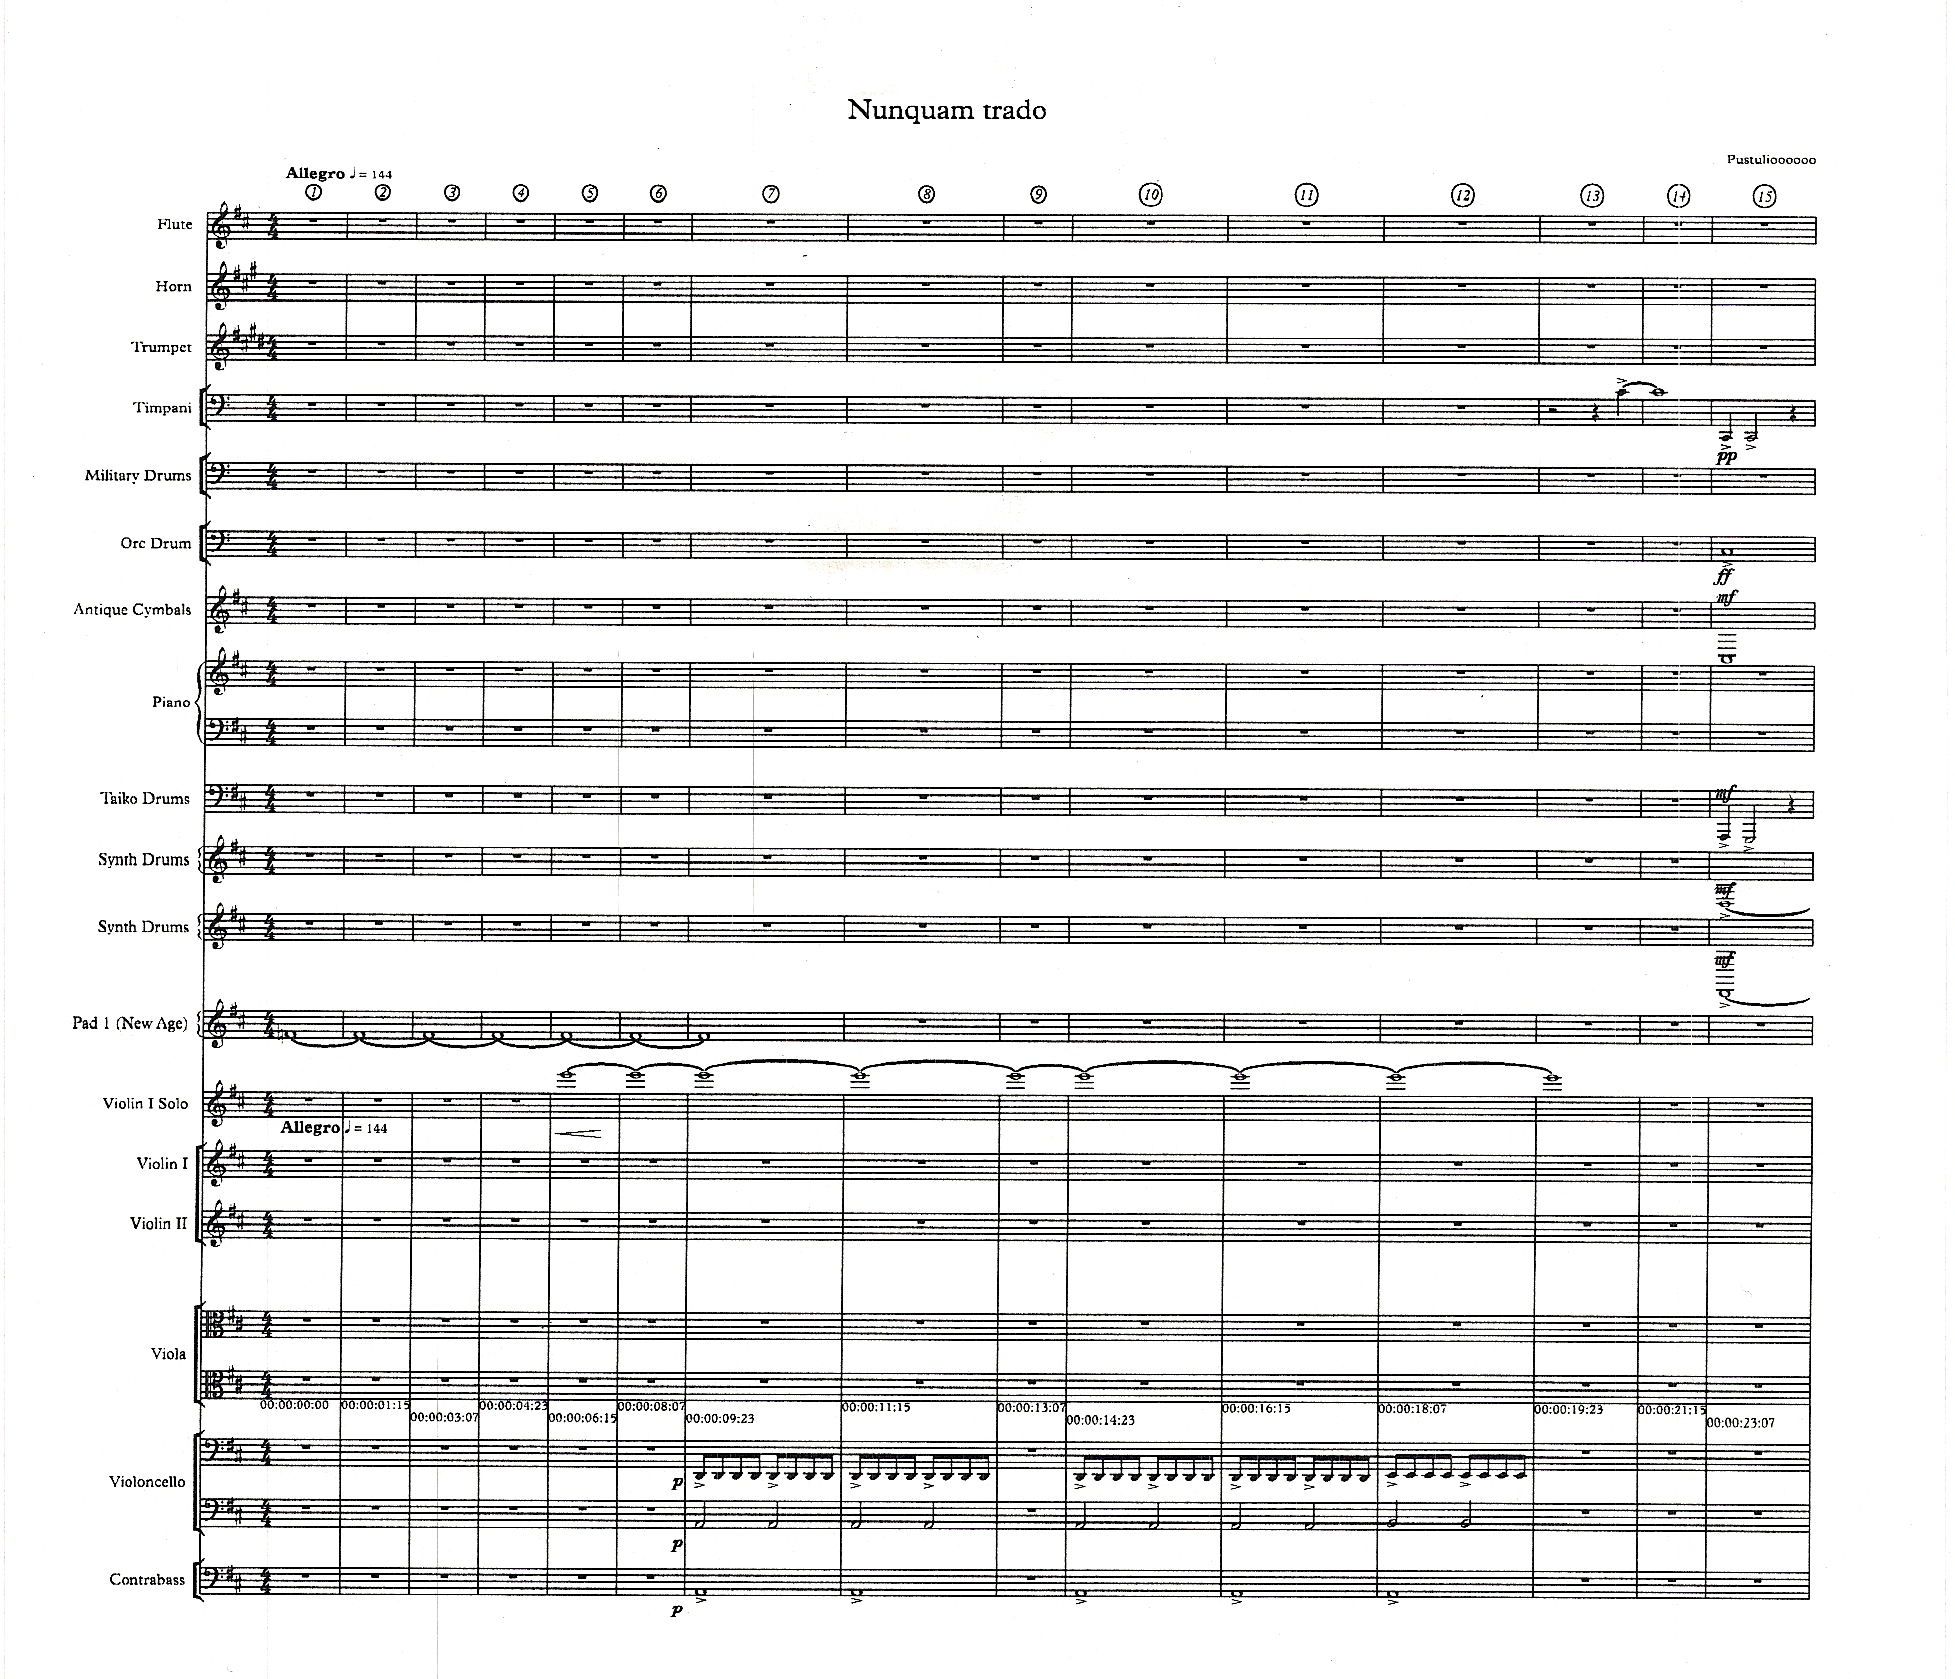 Nunquam trado
Pustulioooooo
Allegro ♩= 144
1 2 3 4 5 6 7 8 9 10 11 12 13 14 15
Flute
Horn
Trumpet
Timpani
pp
Military Drums
Orc Drum
ff
mf
Antique Cymbals
Piano
Taiko Drums
mf
Synth Drums
mf
Synth Drums
mf
Pad 1 (New Age)
Violin I Solo
Allegro ♩= 144
Violin I
Violin II
Viola
00:00:00:00 00:00:01:15 00:00:03:07 00:00:04:23 00:00:06:15 00:00:08:07 00:00:09:23 00:00:11:15 00:00:13:07 00:00:14:23 00:00:16:15 00:00:18:07 00:00:19:23 00:00:21:15 00:00:23:07
Violoncello
p
p
Contrabass
p